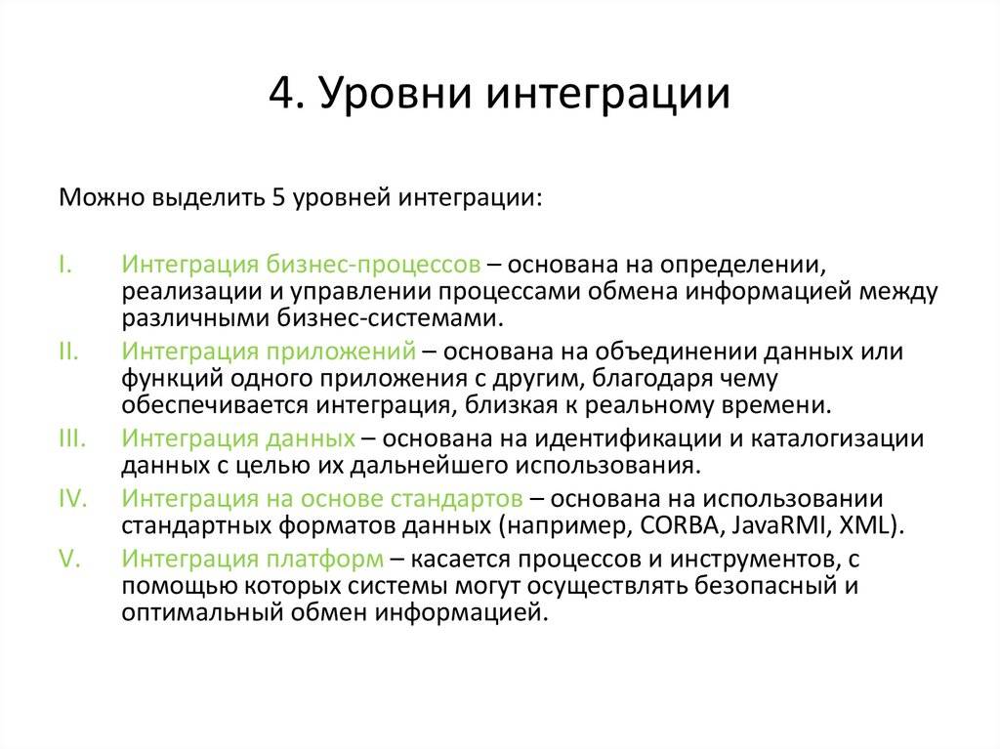 4. Уровни интеграции
Можно выделить 5 уровней интеграции:
I. Интеграция бизнес-процессов – основана на определении,
реализации и управлении процессами обмена информацией между
различными бизнес-системами.
II. Интеграция приложений – основана на объединении данных или
функций одного приложения с другим, благодаря чему
обеспечивается интеграция, близкая к реальному времени.
III. Интеграция данных – основана на идентификации и каталогизации
данных с целью их дальнейшего использования.
IV. Интеграция на основе стандартов – основана на использовании
стандартных форматов данных (например, CORBA, JavaRMI, XML).
V. Интеграция платформ – касается процессов и инструментов, с
помощью которых системы могут осуществлять безопасный и
оптимальный обмен информацией.